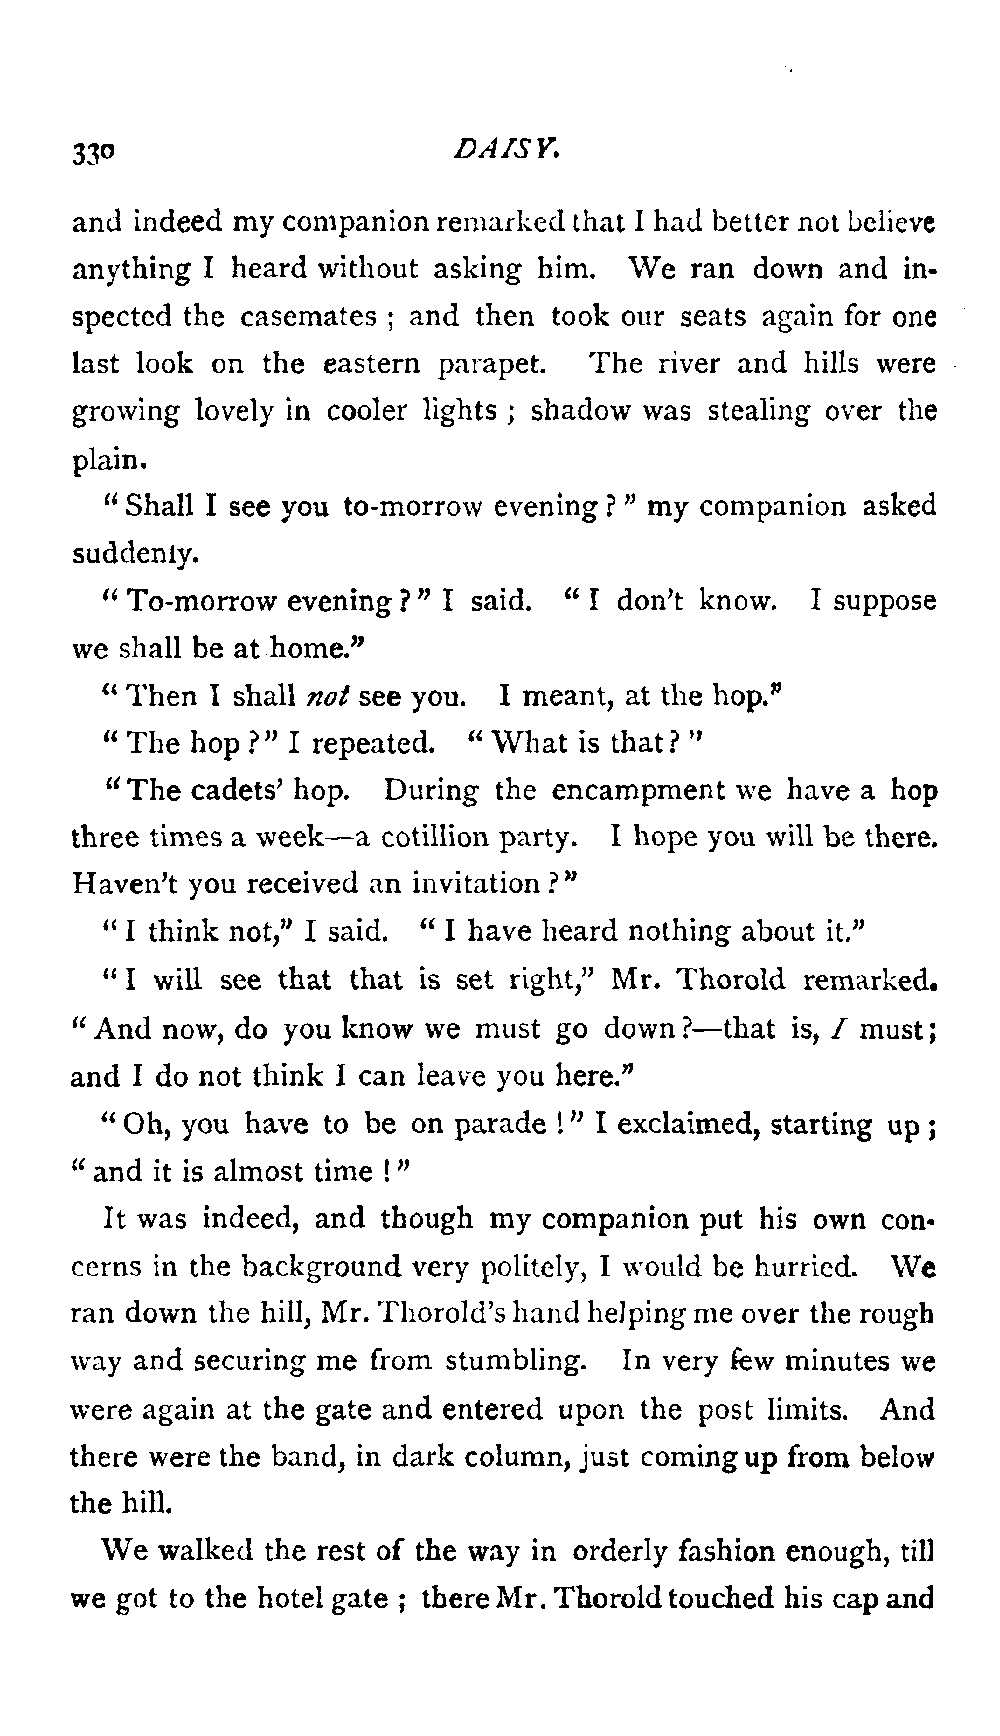 330 DAISY.
and indeed my companion remarked that I had better not believe
anything I heard without asking him. We ran down and in-
spected the casemates ; and then took our seats again for one
last look on the eastern parapet. The river and hills were
growing lovely in cooler lights ; shadow was stealing over the
plain.
“ Shall I see you to-morrow evening ? ” my companion asked
suddenly.
“ To-morrow evening ? ” I said. “ I don’t know. I suppose
we shall be at home.”
“ Then I shall not see you. I meant, at the hop.”
“ The hop ? ” I repeated. “ What is that ? ”
“ The cadets’ hop. During the encampment we have a hop
three times a week—a cotillion party. I hope you will be there.
Haven’t you received an invitation ? ”
“ I think not,” I said. “ I have heard nothing about it.”
“ I will see that that is set right,” Mr. Thorold remarked.
“ And now, do you know we must go down ?—that is, I must ;
and I do not think I can leave you here.”
“ Oh, you have to be on parade ! ” I exclaimed, starting up ;
“ and it is almost time ! ”
It was indeed, and though my companion put his own con-
cerns in the background very politely, I would be hurried. We
ran down the hill, Mr. Thorold’s hand helping me over the rough
way and securing me from stumbling. In very few minutes we
were again at the gate and entered upon the post limits. And
there were the band, in dark column, just coming up from below
the hill.
We walked the rest of the way in orderly fashion enough, till
we got to the hotel gate ; there Mr. Thorold touched his cap and